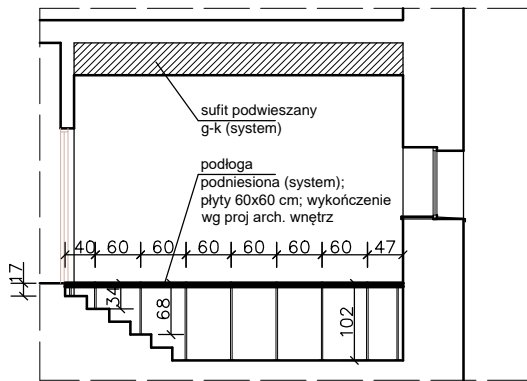 sufit podwieszany
g-k (system)
podłoga
podniesiona (system);
płyty 60x60 cm; wykończenie
wg proj arch. wnętrz
40 60 60 60 60 60 60 47
17
34
68
102